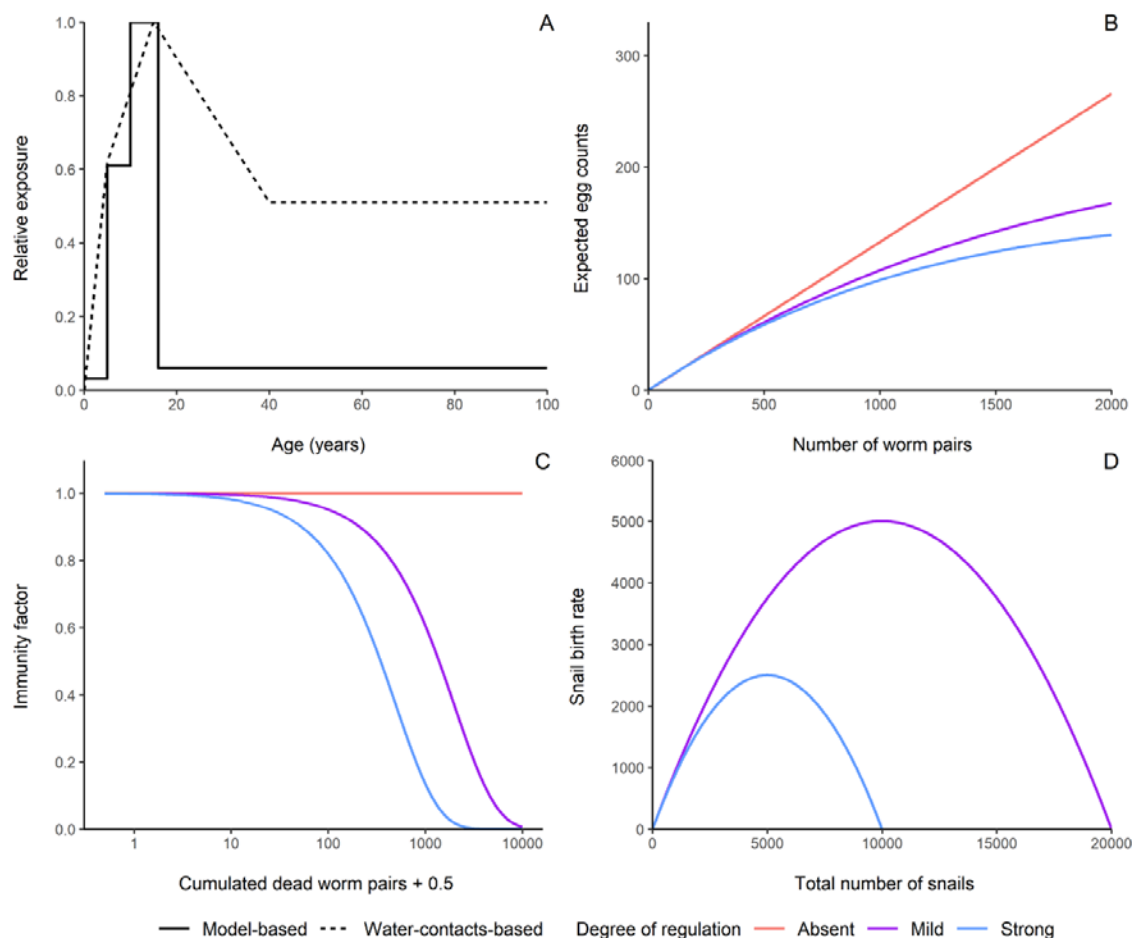 A
1.0
0.8
0.6
0.4
0.2
0.0
Relative exposure
0 20 40 60 80 100
Age (years)
B
300
200
100
0
Expected egg counts
0 500 1000 1500 2000
Number of worm pairs
C
1.0
0.8
0.6
0.4
0.2
0.0
Immunity factor
1 10 100 1000 10000
Cumulated dead worm pairs + 0.5
D
6000
5000
4000
3000
2000
1000
0
Snail birth rate
0 5000 10000 15000 20000
Total number of snails
Model-based Water-contacts-based Degree of regulation Absent Mild Strong